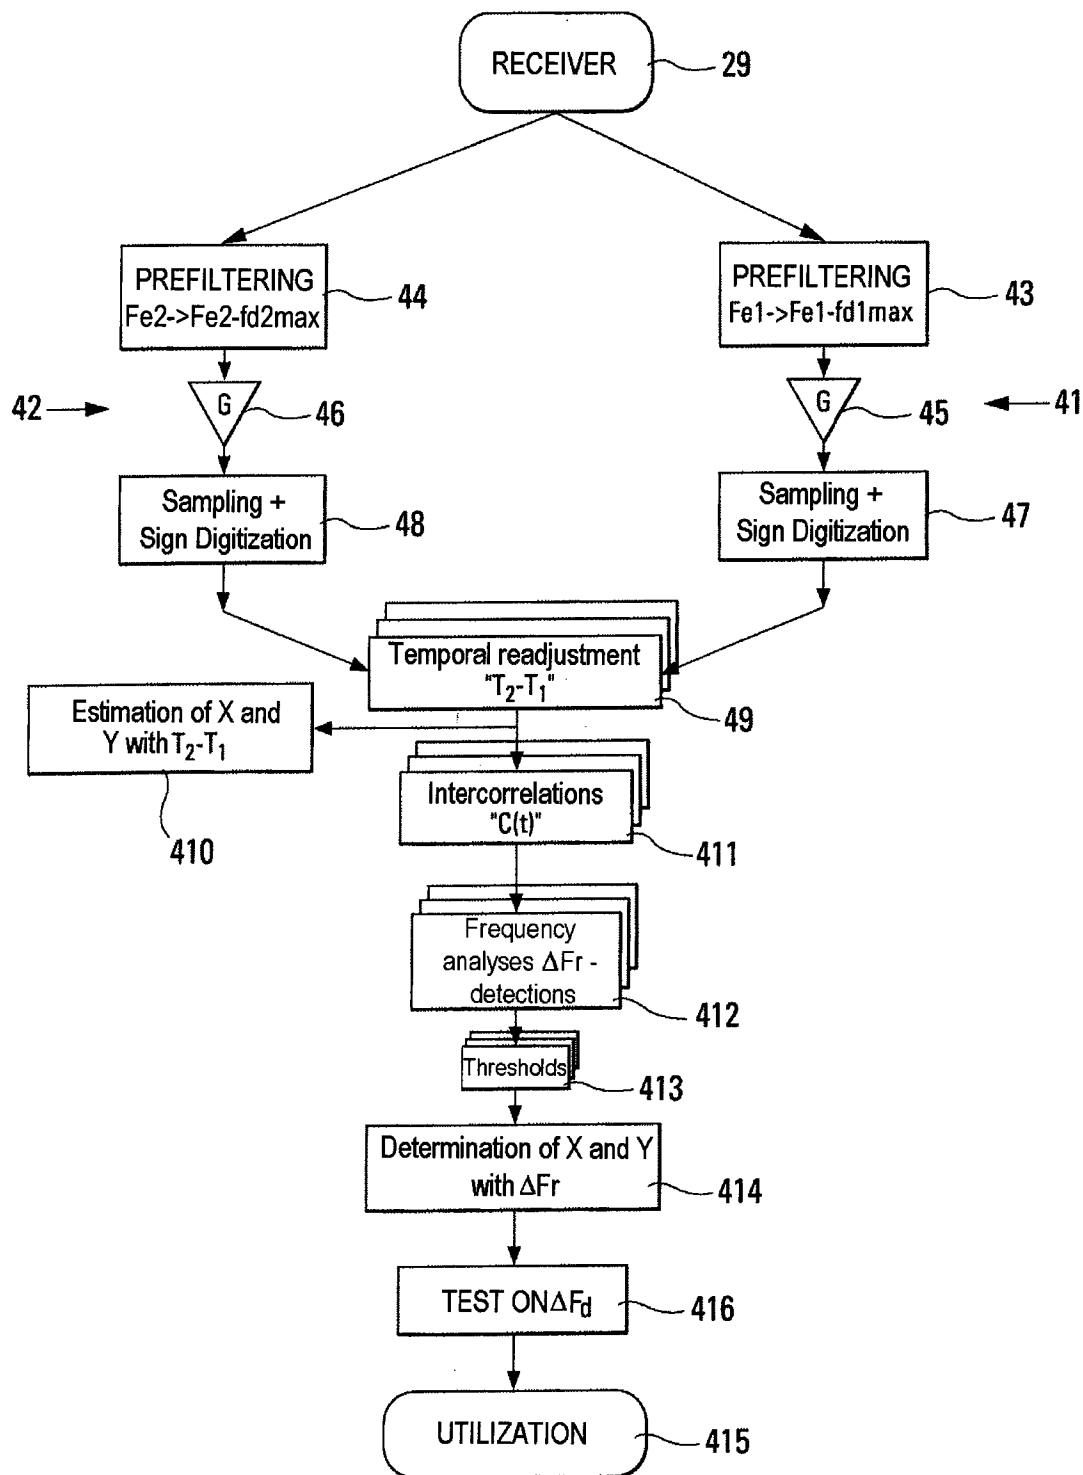 RECEIVER
29
PREFILTERING
Fe2->Fe2-fd2max
44
PREFILTERING
Fe1->Fe1-fd1max
43
42
G
46
G
45
41
Sampling +
Sign Digitization
48
Sampling +
Sign Digitization
47
Temporal readjustment
"T2-T1"
49
Estimation of X and
Y with T2-T1
410
Intercorrelations
"C(t)"
411
Frequency
analyses ΔFr -
detections
412
Thresholds
413
Determination of X and Y
with ΔFr
414
TEST ON ΔFd
416
UTILIZATION
415